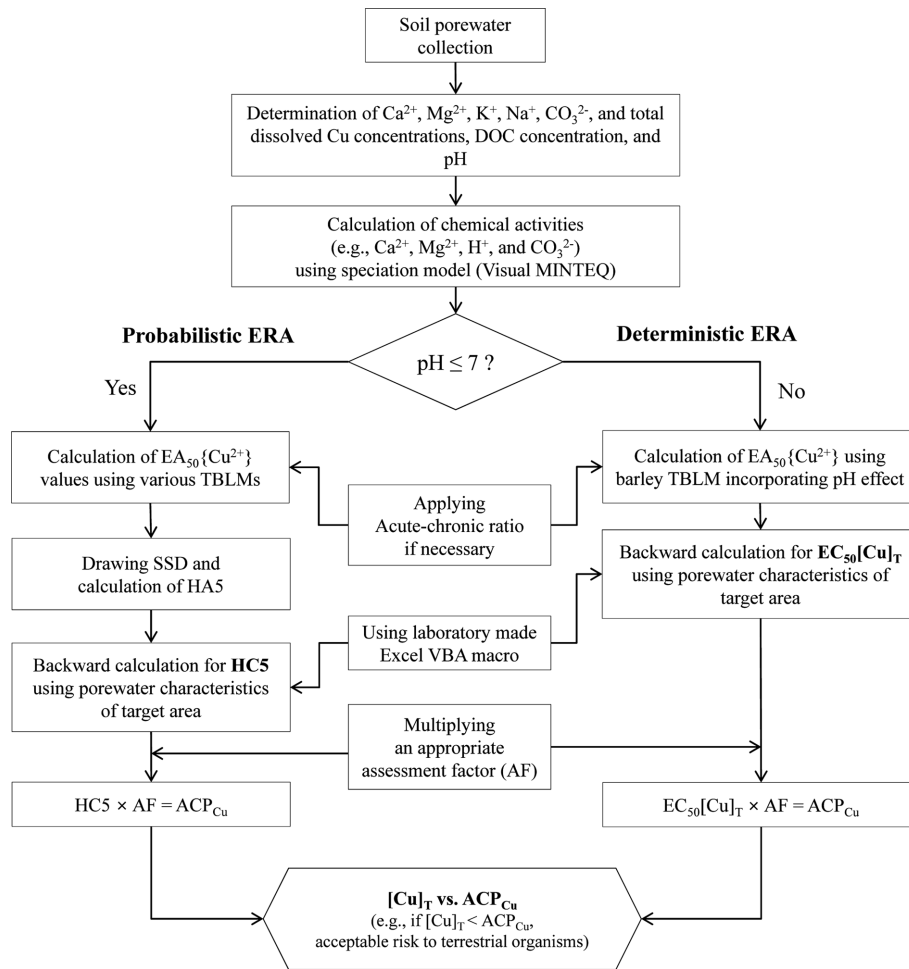 Soil porewater
collection
Determination of Ca²⁺, Mg²⁺, K⁺, Na⁺, CO₃²⁻, and total
dissolved Cu concentrations, DOC concentration, and
pH
Calculation of chemical activities
(e.g., Ca²⁺, Mg²⁺, H⁺, and CO₃²⁻)
using speciation model (Visual MINTEQ)
Probabilistic ERA
Deterministic ERA
pH ≤ 7 ?
Yes
No
Calculation of EA₅₀{Cu²⁺}
values using various TBLMs
Applying
Acute-chronic ratio
if necessary
Calculation of EA₅₀{Cu²⁺} using
barley TBLM incorporating pH effect
Drawing SSD and
calculation of HA5
Backward calculation for EC₅₀[Cu]T
using porewater characteristics of
target area
Using laboratory made
Excel VBA macro
Backward calculation for HC5
using porewater characteristics
of target area
Multiplying
an appropriate
assessment factor (AF)
HC5 × AF = ACPCu
EC₅₀[Cu]T × AF = ACPCu
[Cu]T vs. ACPCu
(e.g., if [Cu]T < ACPCu,
acceptable risk to terrestrial organisms)